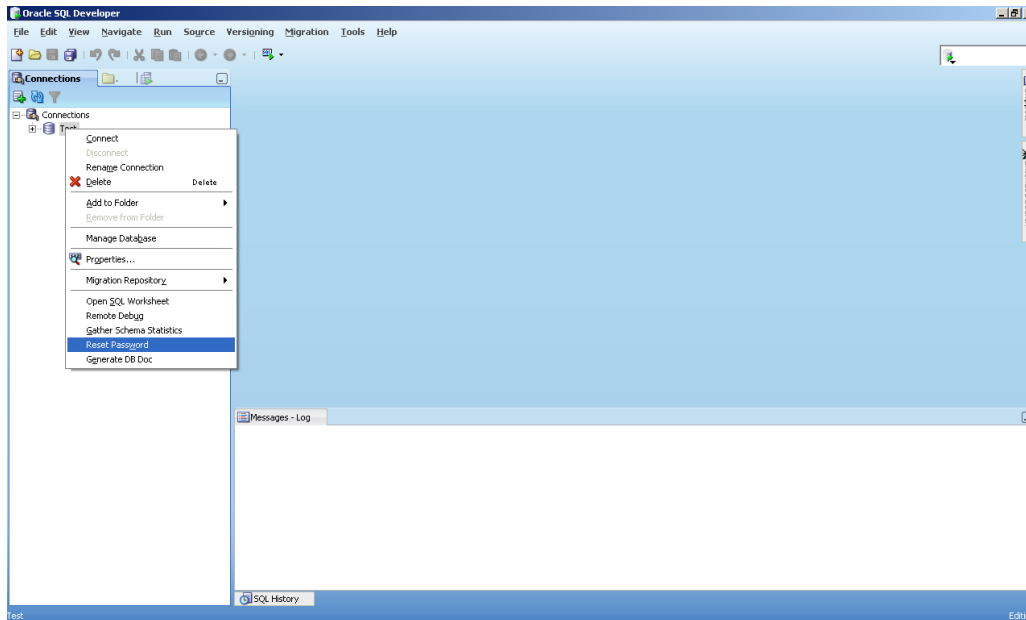 Oracle SQL Developer
File Edit View Navigate Run Source Versioning Migration Tools Help
Connections
Connections
Test
Connect
Disconnect
Rename Connection
Delete Delete
Add to Folder
Remove from Folder
Manage Database
Properties...
Migration Repository
Open SQL Worksheet
Remote Debug
Gather Schema Statistics
Reset Password
Generate DB Doc
Messages - Log
SQL History
Test Editi